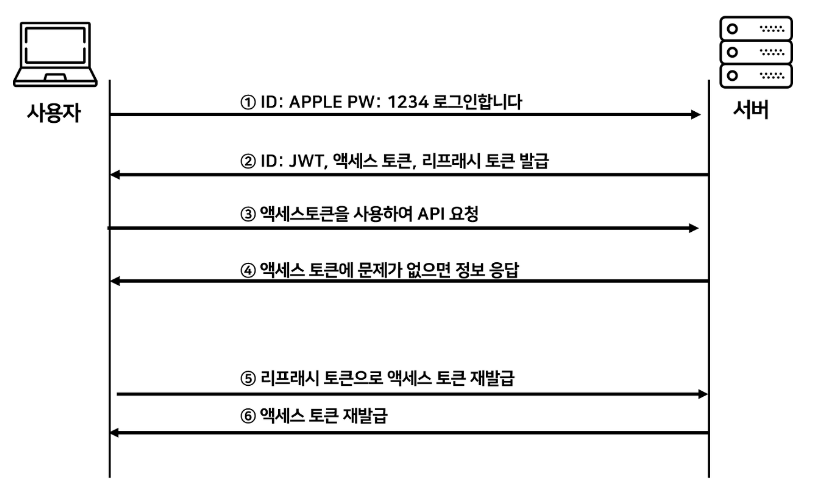 사용자
서버
① ID: APPLE PW: 1234 로그인합니다
② ID: JWT, 액세스 토큰, 리프래시 토큰 발급
③ 액세스토큰을 사용하여 API 요청
④ 액세스 토큰에 문제가 없으면 정보 응답
⑤ 리프래시 토큰으로 액세스 토큰 재발급
⑥ 액세스 토큰 재발급